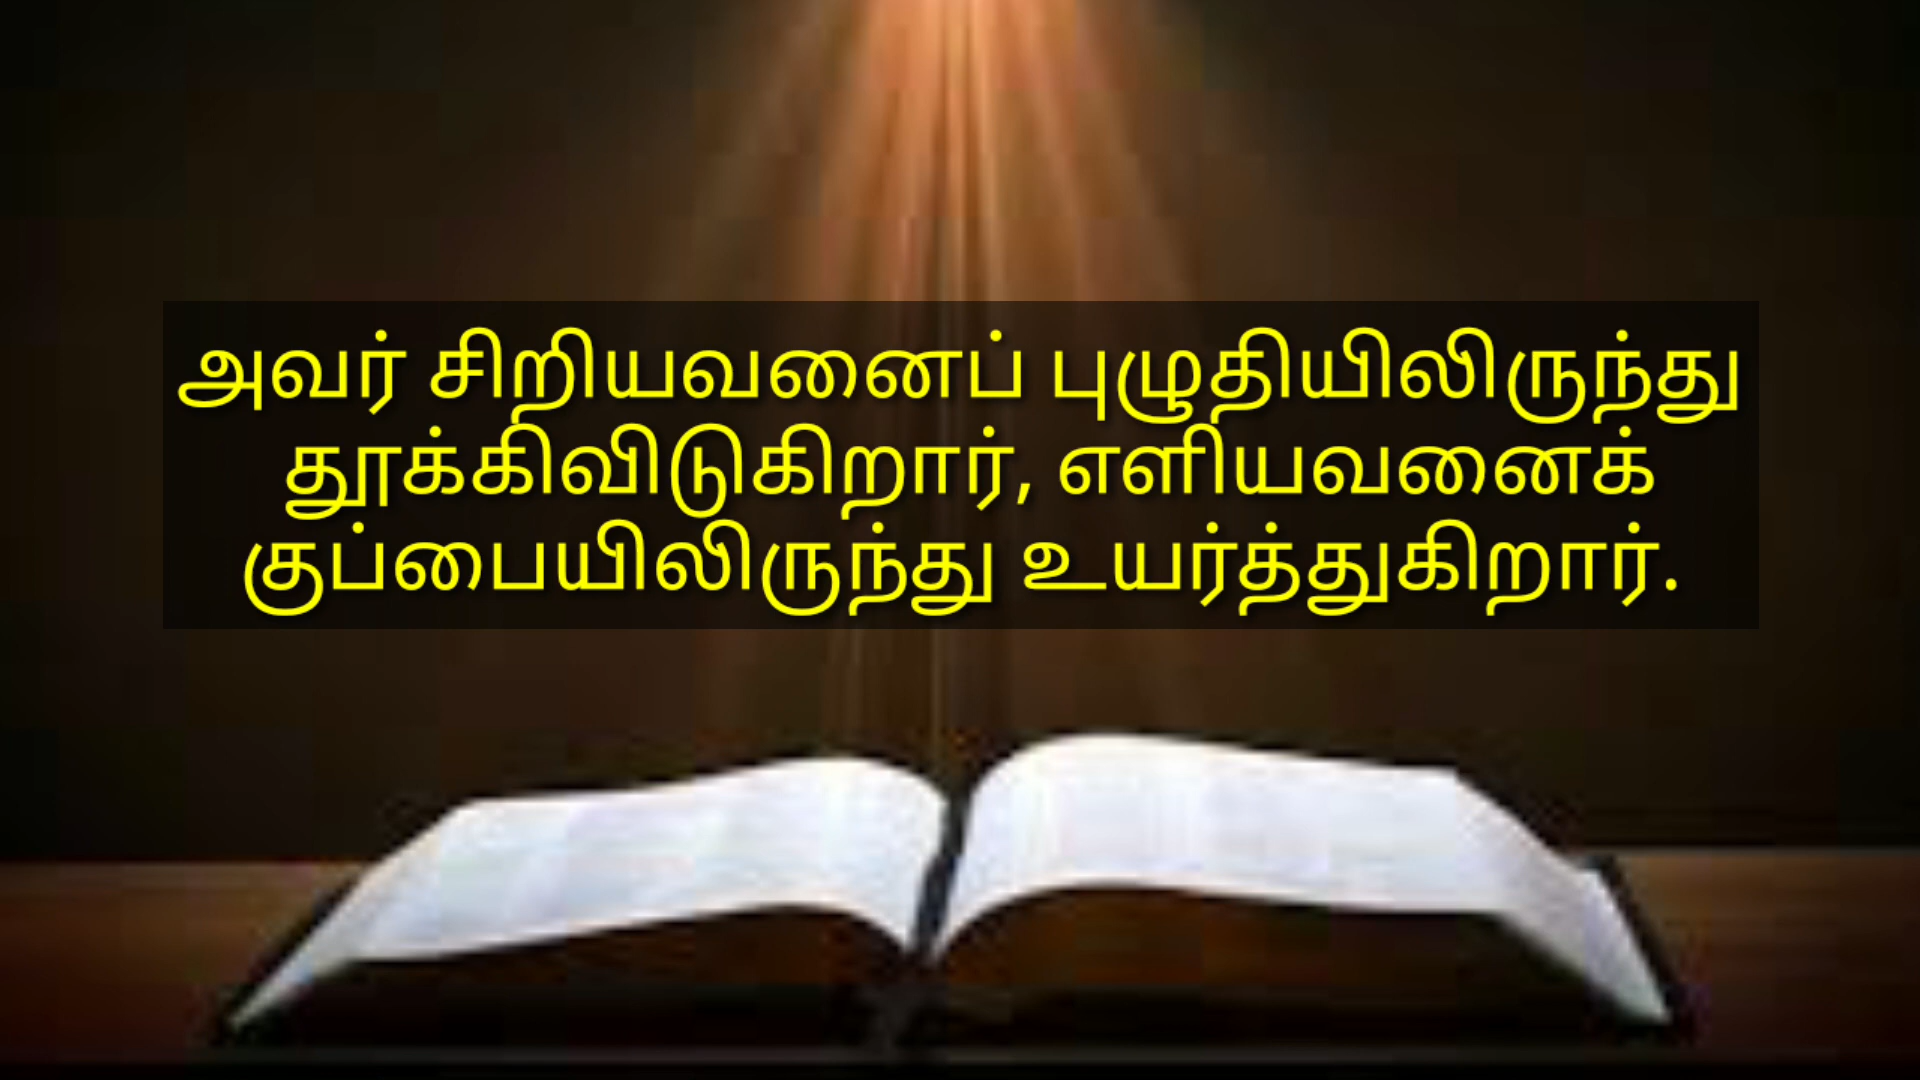 அவர் சிறியவனைப் புழுதியிலிருந்து
தூக்கிவிடுகிறார், எளியவனைக்
குப்பையிலிருந்து உயர்த்துகிறார்.